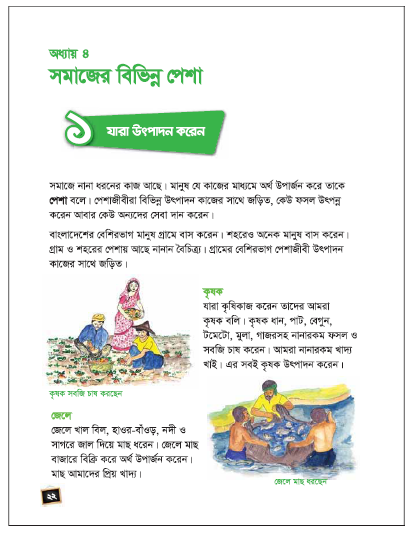 অধ্যায় ৪
সমাজের বিভিন্ন পেশা
১
যারা উৎপাদন করেন
সমাজে নানা ধরনের কাজ আছে। মানুষ যে কাজের মাধ্যমে অর্থ উপার্জন করে তাকে
পেশা বলে। পেশাজীবীরা বিভিন্ন উৎপাদন কাজের সাথে জড়িত, কেউ ফসল উৎপন্ন
করেন আবার কেউ অন্যদের সেবা দান করেন।
বাংলাদেশের বেশিরভাগ মানুষ গ্রামে বাস করেন। শহরেও অনেক মানুষ বাস করেন।
গ্রাম ও শহরের পেশায় আছে নানান বৈচিত্র্য। গ্রামের বেশিরভাগ পেশাজীবী উৎপাদন
কাজের সাথে জড়িত।
কৃষক
যারা কৃষিকাজ করেন তাদের আমরা
কৃষক বলি। কৃষক ধান, পাট, বেগুন,
টমেটো, মুলা, গাজরসহ নানারকম ফসল ও
সবজি চাষ করেন। আমরা নানারকম খাদ্য
খাই। এর সবই কৃষক উৎপাদন করেন।
কৃষক সবজি চাষ করছেন
জেলে
জেলে খাল বিল, হাওর-বাঁওড়, নদী ও
সাগরে জাল দিয়ে মাছ ধরেন। জেলে মাছ
বাজারে বিক্রি করে অর্থ উপার্জন করেন।
মাছ আমাদের প্রিয় খাদ্য।
জেলে মাছ ধরছেন
২২